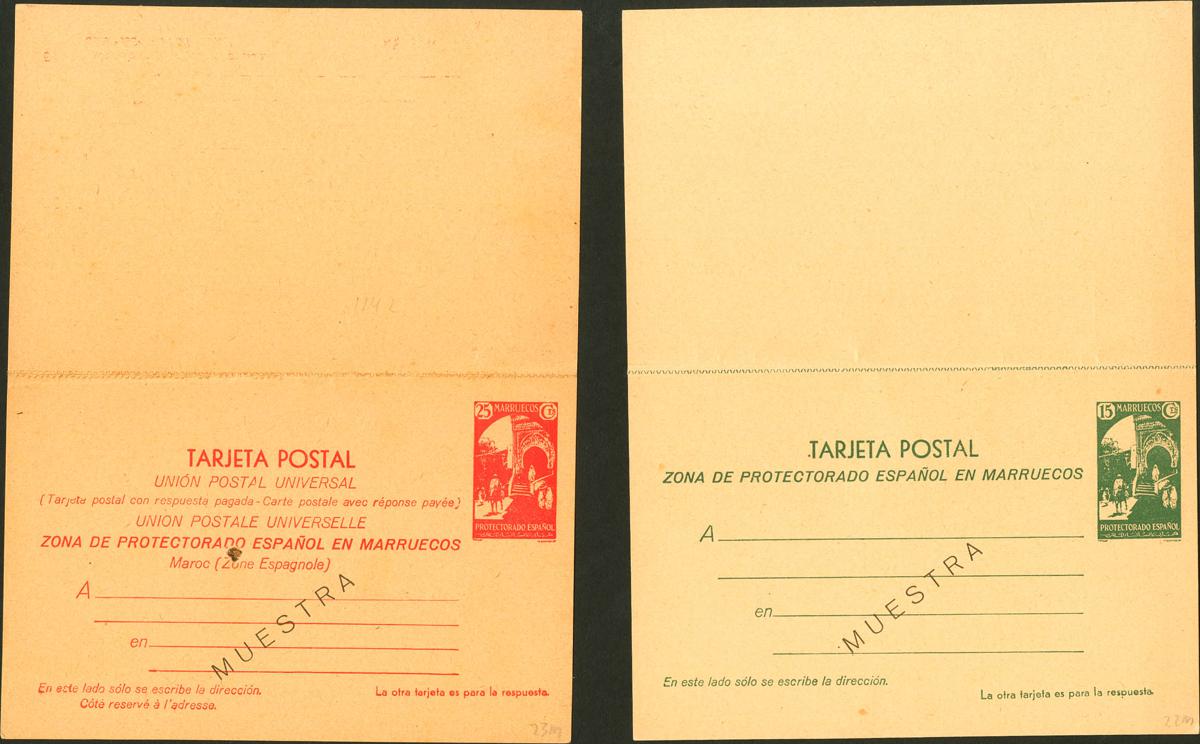 1142
25 MARRUECOS Cts
PROTECTORADO ESPAÑOL
TARJETA POSTAL
UNIÓN POSTAL UNIVERSAL
(Tarjeta postal con respuesta pagada - Carte postale avec réponse payée)
UNION POSTALE UNIVERSELLE
ZONA DE PROTECTORADO ESPAÑOL EN MARRUECOS
Maroc (Zone Espagnole)
A
en
MUESTRA
En este lado sólo se escribe la dirección.
Côté reservé à l'adresse.
La otra tarjeta es para la respuesta.
23M
15 MARRUECOS Cts
PROTECTORADO ESPAÑOL
TARJETA POSTAL
ZONA DE PROTECTORADO ESPAÑOL EN MARRUECOS
A
en
MUESTRA
En este lado sólo se escribe la dirección.
La otra tarjeta es para la respuesta.
22M